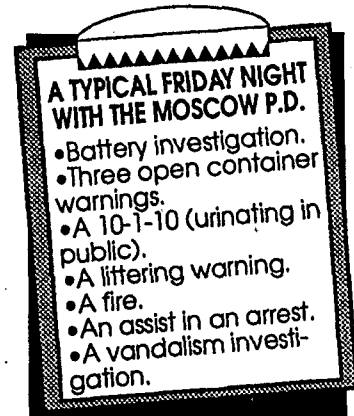 A TYPICAL FRIDAY NIGHT
WITH THE MOSCOW P.D.
•Battery investigation.
•Three open container
warnings.
•A 10-1-10 (urinating in
public).
•A littering warning.
•A fire.
•An assist in an arrest.
•A vandalism investi-
gation.